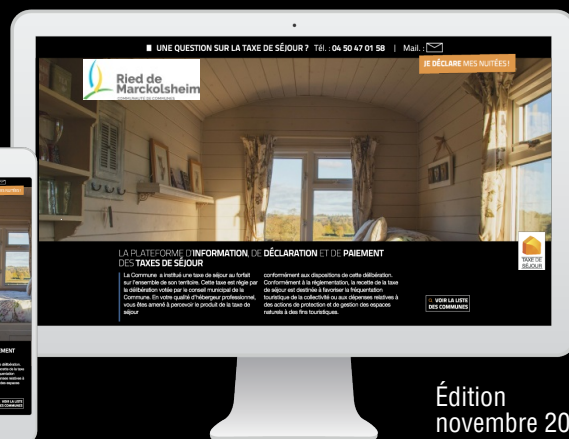 ■ UNE QUESTION SUR LA TAXE DE SÉJOUR ? Tél. : 04 50 47 01 58 | Mail. :
JE DÉCLARE MES NUITÉES !
Ried de
Marckolsheim
COMMUNAUTÉ DE COMMUNES
LA PLATEFORME D'INFORMATION, DE DÉCLARATION ET DE PAIEMENT
DES TAXES DE SÉJOUR
La Commune a institué une taxe de séjour au forfait
sur l'ensemble de son territoire. Cette taxe est régie par
la délibération votée par le conseil municipal de la
Commune. En votre qualité d'hébergeur professionnel,
vous êtes amené à percevoir le produit de la taxe de
séjour
conformément aux dispositions de cette délibération.
Conformément à la réglementation, la recette de la taxe
de séjour est destinée à favoriser la fréquentation
touristique de la collectivité ou aux dépenses relatives à
des actions de protection et de gestion des espaces
naturels à des fins touristiques.
TAXE DE
SÉJOUR
VOIR LA LISTE
DES COMMUNES
Édition
novembre 20